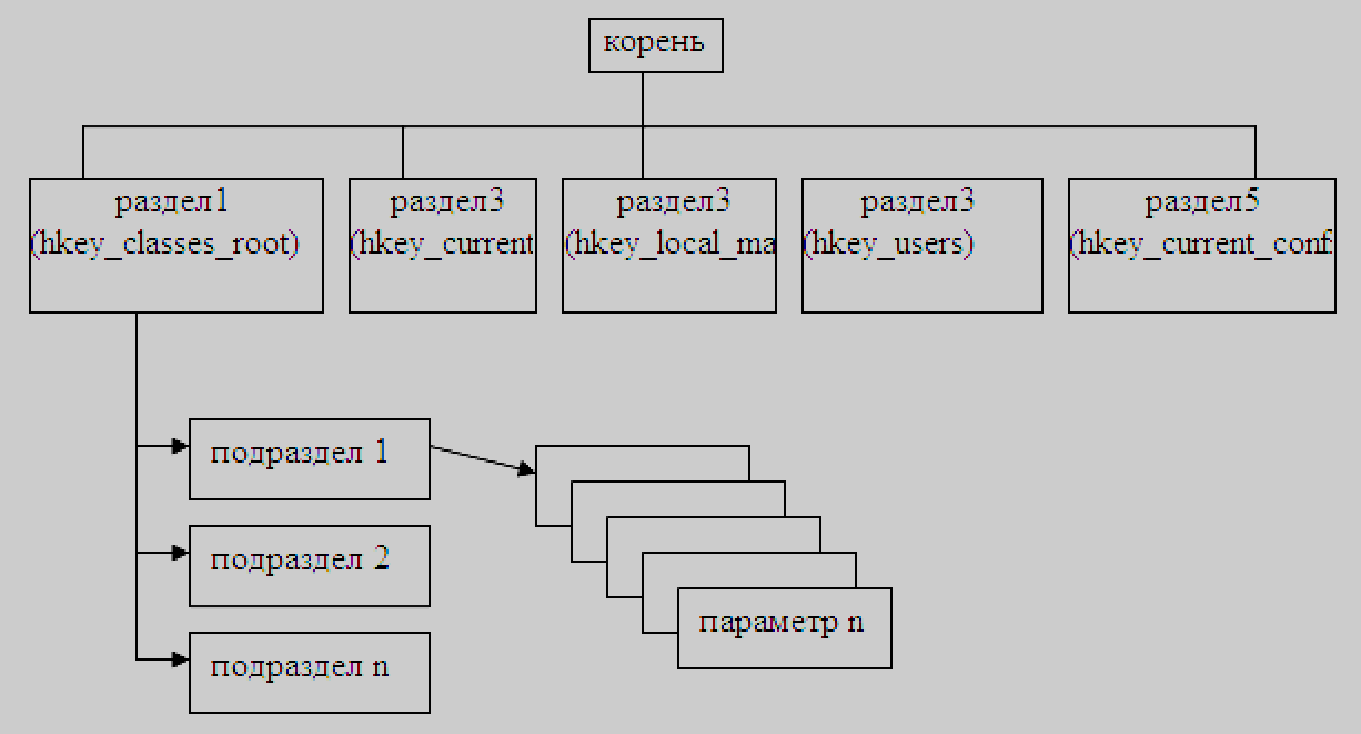 корень
раздел1
(hkey_classes_root)
раздел3
(hkey_current
раздел3
(hkey_local_ma
раздел3
(hkey_users)
раздел5
(hkey_current_conf
подраздел 1
подраздел 2
подраздел n
параметр n